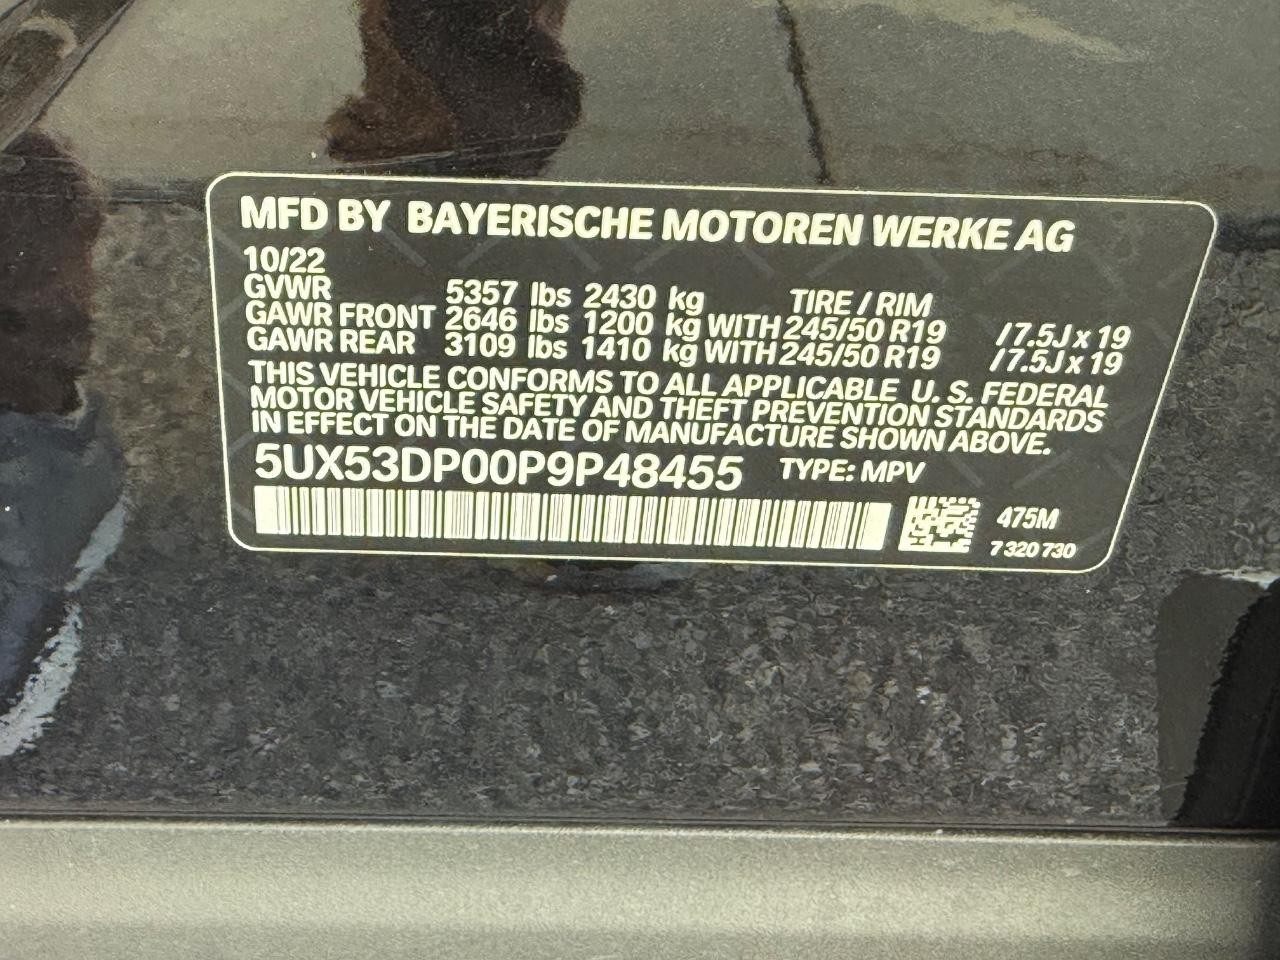 MFD BY BAYERISCHE MOTOREN WERKE AG
10/22
GVWR 5357 lbs 2430 kg TIRE / RIM
GAWR FRONT 2646 lbs 1200 kg WITH 245/50 R19 / 7.5J x 19
GAWR REAR 3109 lbs 1410 kg WITH 245/50 R19 / 7.5J x 19
THIS VEHICLE CONFORMS TO ALL APPLICABLE U. S. FEDERAL
MOTOR VEHICLE SAFETY AND THEFT PREVENTION STANDARDS
IN EFFECT ON THE DATE OF MANUFACTURE SHOWN ABOVE.
5UX53DP00P9P48455 TYPE: MPV
475M
7 320 730